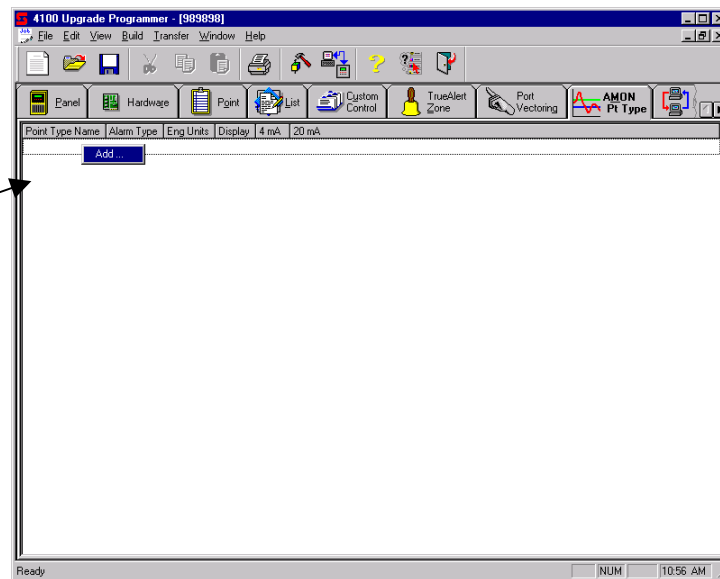 4100 Upgrade Programmer - [989898]
File Edit View Build Transfer Window Help
Panel Hardware Point List Custom Control TrueAlert Zone Port Vectoring AMON Pt Type
Point Type Name Alarm Type Eng Units Display 4 mA 20 mA
Add ...
Ready NUM 10:56 AM